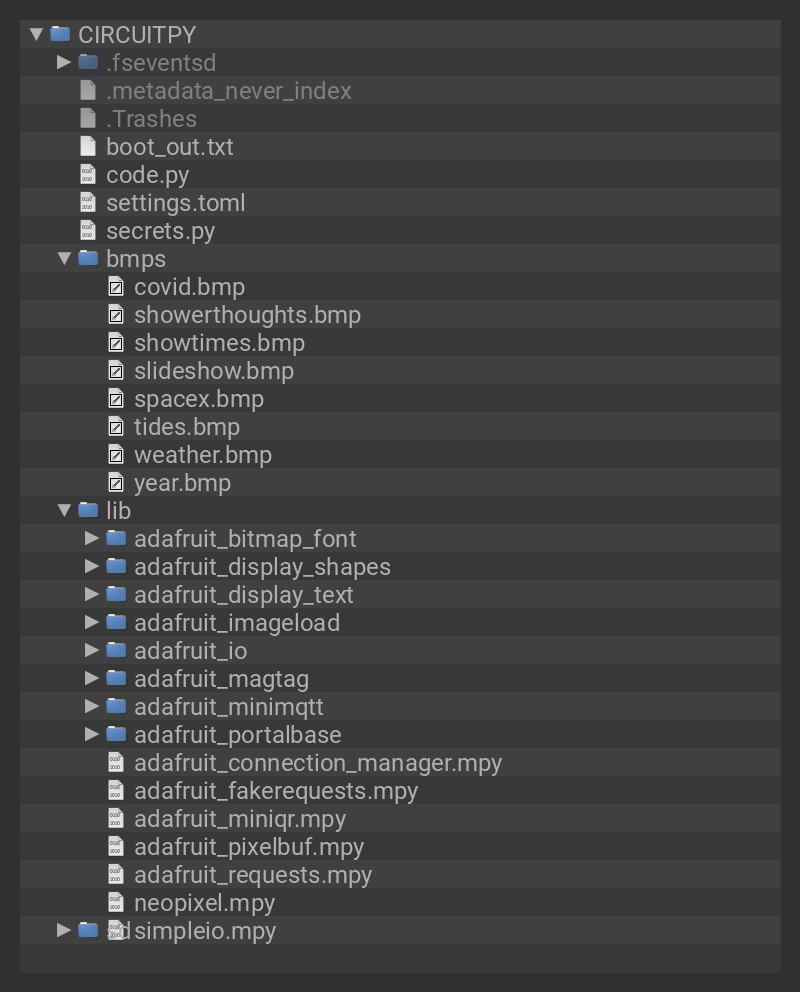 CIRCUITPY
.fseventsd
.metadata_never_index
.Trashes
boot_out.txt
code.py
settings.toml
secrets.py
bmps
covid.bmp
showerthoughts.bmp
showtimes.bmp
slideshow.bmp
spacex.bmp
tides.bmp
weather.bmp
year.bmp
lib
adafruit_bitmap_font
adafruit_display_shapes
adafruit_display_text
adafruit_imageload
adafruit_io
adafruit_magtag
adafruit_minimqtt
adafruit_portalbase
adafruit_connection_manager.mpy
adafruit_fakerequests.mpy
adafruit_miniqr.mpy
adafruit_pixelbuf.mpy
adafruit_requests.mpy
neopixel.mpy
sd simpleio.mpy